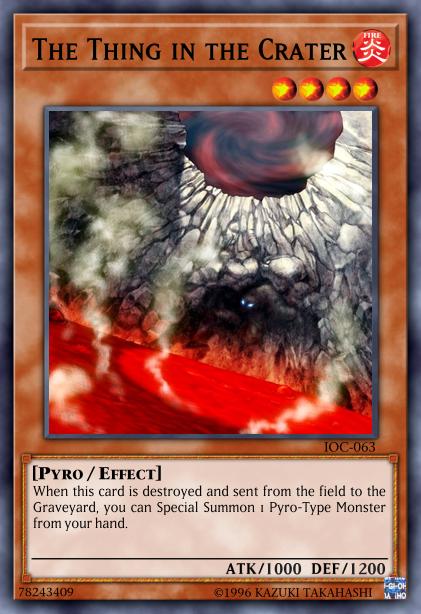 THE THING IN THE CRATER
FIRE
炎
IOC-063
[PYRO / EFFECT]
When this card is destroyed and sent from the field to the
Graveyard, you can Special Summon 1 Pyro-Type Monster
from your hand.
ATK/1000 DEF/1200
78243409
©1996 KAZUKI TAKAHASHI